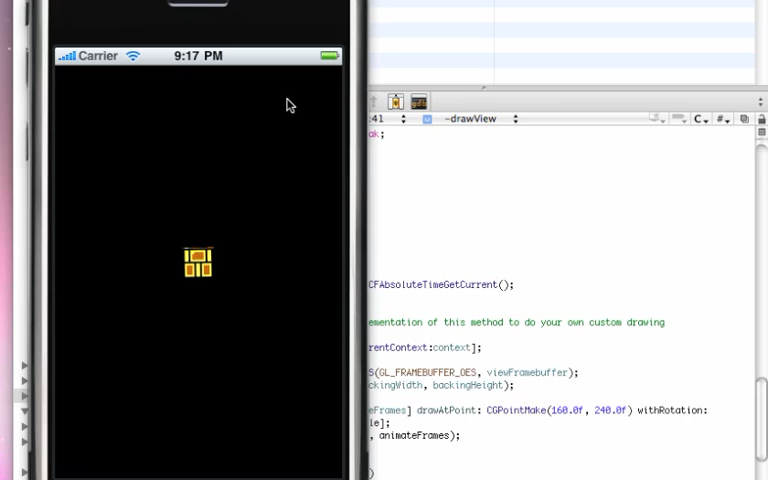 Carrier 9:17 PM
gdb
:41 -drawView C #
ak;
CFAbsoluteTimeGetCurrent();
ementation of this method to do your own custom drawing
rentContext:context];
S(GL_FRAMEBUFFER_OES, viewFramebuffer);
ckingWidth, backingHeight);
eFrames] drawAtPoint: CGPointMake(160.0f, 240.0f) withRotation:
le];
, animateFrames);
)